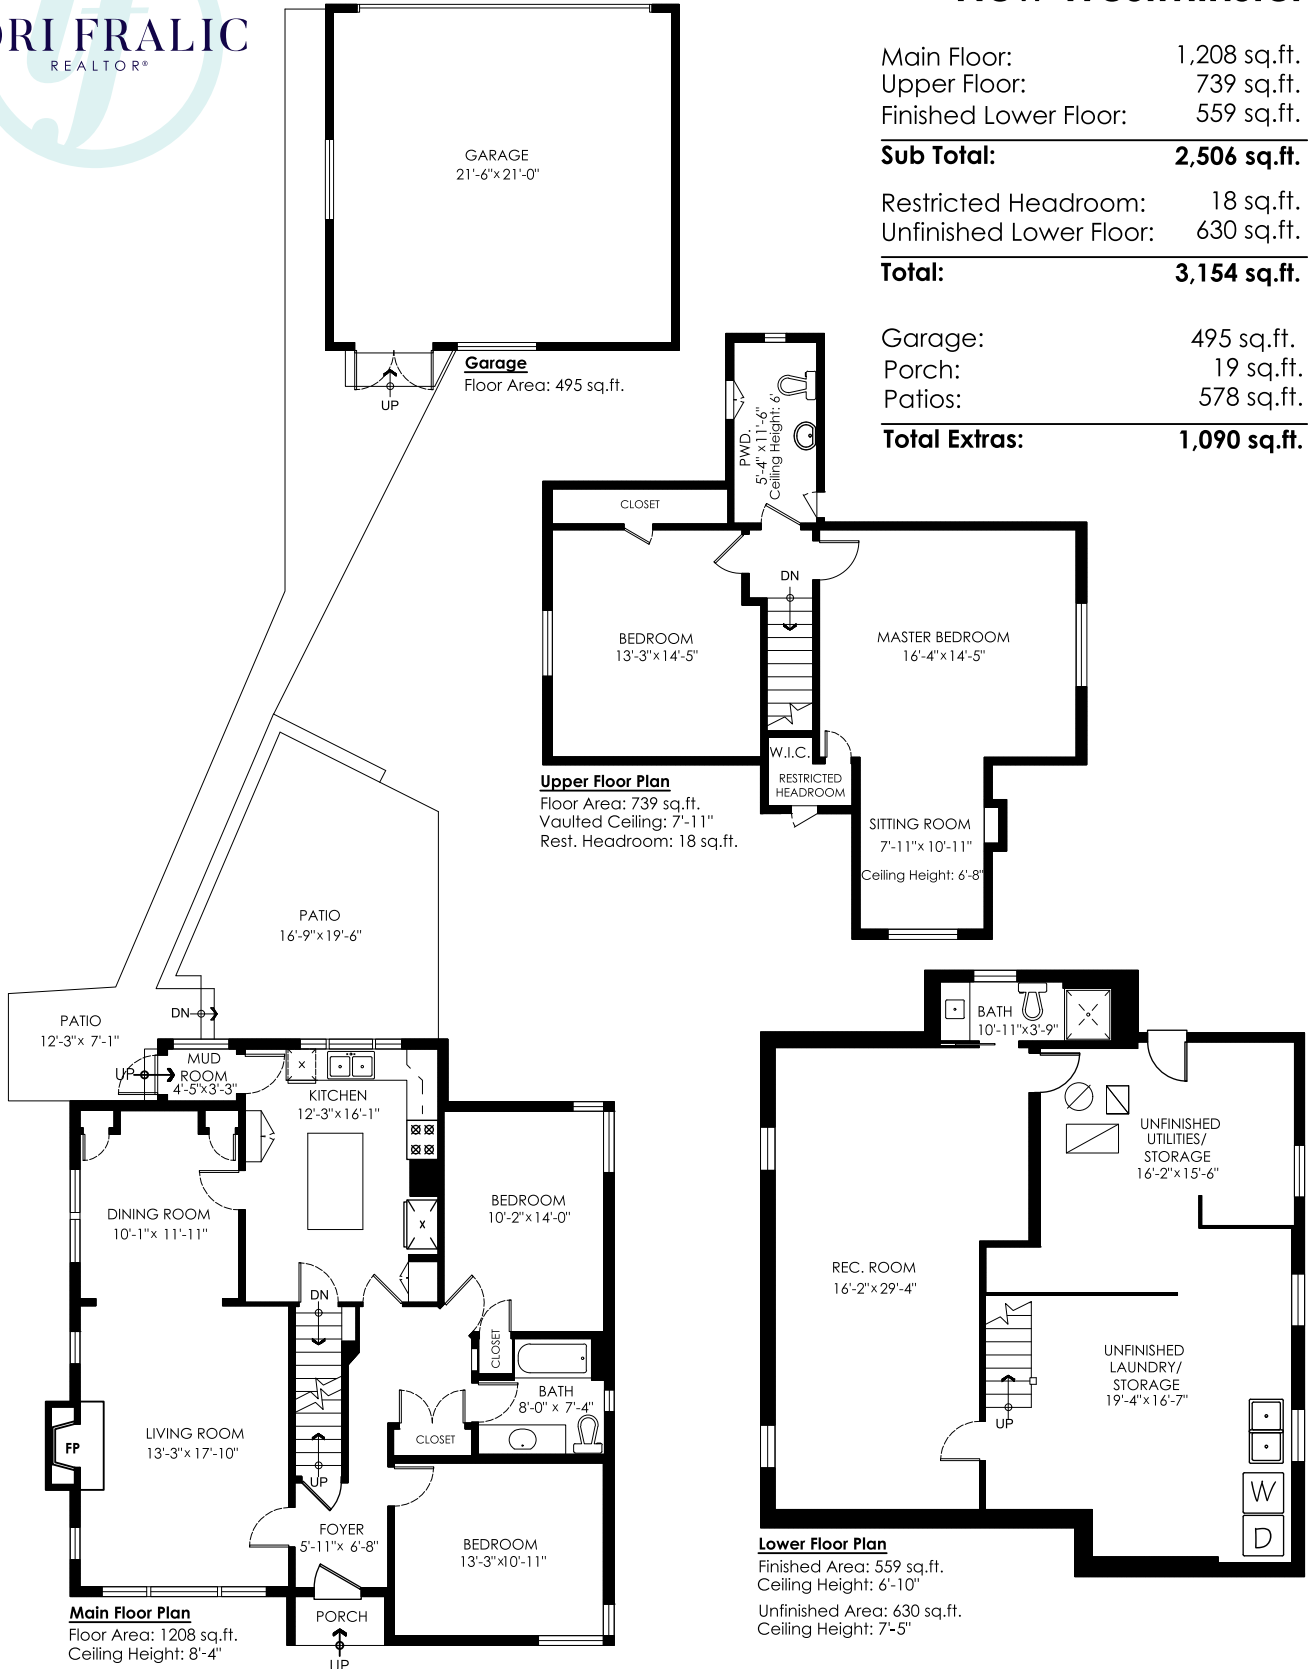 ORI FRALIC
REALTOR®
New Westminster
Main Floor: 1,208 sq.ft.
Upper Floor: 739 sq.ft.
Finished Lower Floor: 559 sq.ft.
Sub Total: 2,506 sq.ft.
Restricted Headroom: 18 sq.ft.
Unfinished Lower Floor: 630 sq.ft.
Total: 3,154 sq.ft.
Garage: 495 sq.ft.
Porch: 19 sq.ft.
Patios: 578 sq.ft.
Total Extras: 1,090 sq.ft.
GARAGE
21'-6"x 21'-0"
UP
Garage
Floor Area: 495 sq.ft.
PWD.
5'-4" x 11'-6"
Ceiling Height: 6'
CLOSET
DN
BEDROOM
13'-3"x 14'-5"
MASTER BEDROOM
16'-4"x 14'-5"
W.I.C.
RESTRICTED
HEADROOM
SITTING ROOM
7'-11"x 10'-11"
Ceiling Height: 6'-8"
Upper Floor Plan
Floor Area: 739 sq.ft.
Vaulted Ceiling: 7'-11"
Rest. Headroom: 18 sq.ft.
PATIO
16'-9"x 19'-6"
DN
PATIO
12'-3"x 7'-1"
UP
MUD
ROOM
4'-5"x3'-3"
X
KITCHEN
12'-3"x 16'-1"
X
DINING ROOM
10'-1"x 11'-11"
BEDROOM
10'-2"x 14'-0"
DN
CLOSET
BATH
8'-0" x 7'-4"
CLOSET
LIVING ROOM
13'-3"x 17'-10"
FP
UP
FOYER
5'-11"x 6'-8"
BEDROOM
13'-3"x10'-11"
PORCH
UP
Main Floor Plan
Floor Area: 1208 sq.ft.
Ceiling Height: 8'-4"
BATH
10'-11"x3'-9"
UNFINISHED
UTILITIES/
STORAGE
16'-2"x 15'-6"
REC. ROOM
16'-2"x 29'-4"
UNFINISHED
LAUNDRY/
STORAGE
19'-4"x 16'-7"
UP
W
D
Lower Floor Plan
Finished Area: 559 sq.ft.
Ceiling Height: 6'-10"
Unfinished Area: 630 sq.ft.
Ceiling Height: 7'-5"